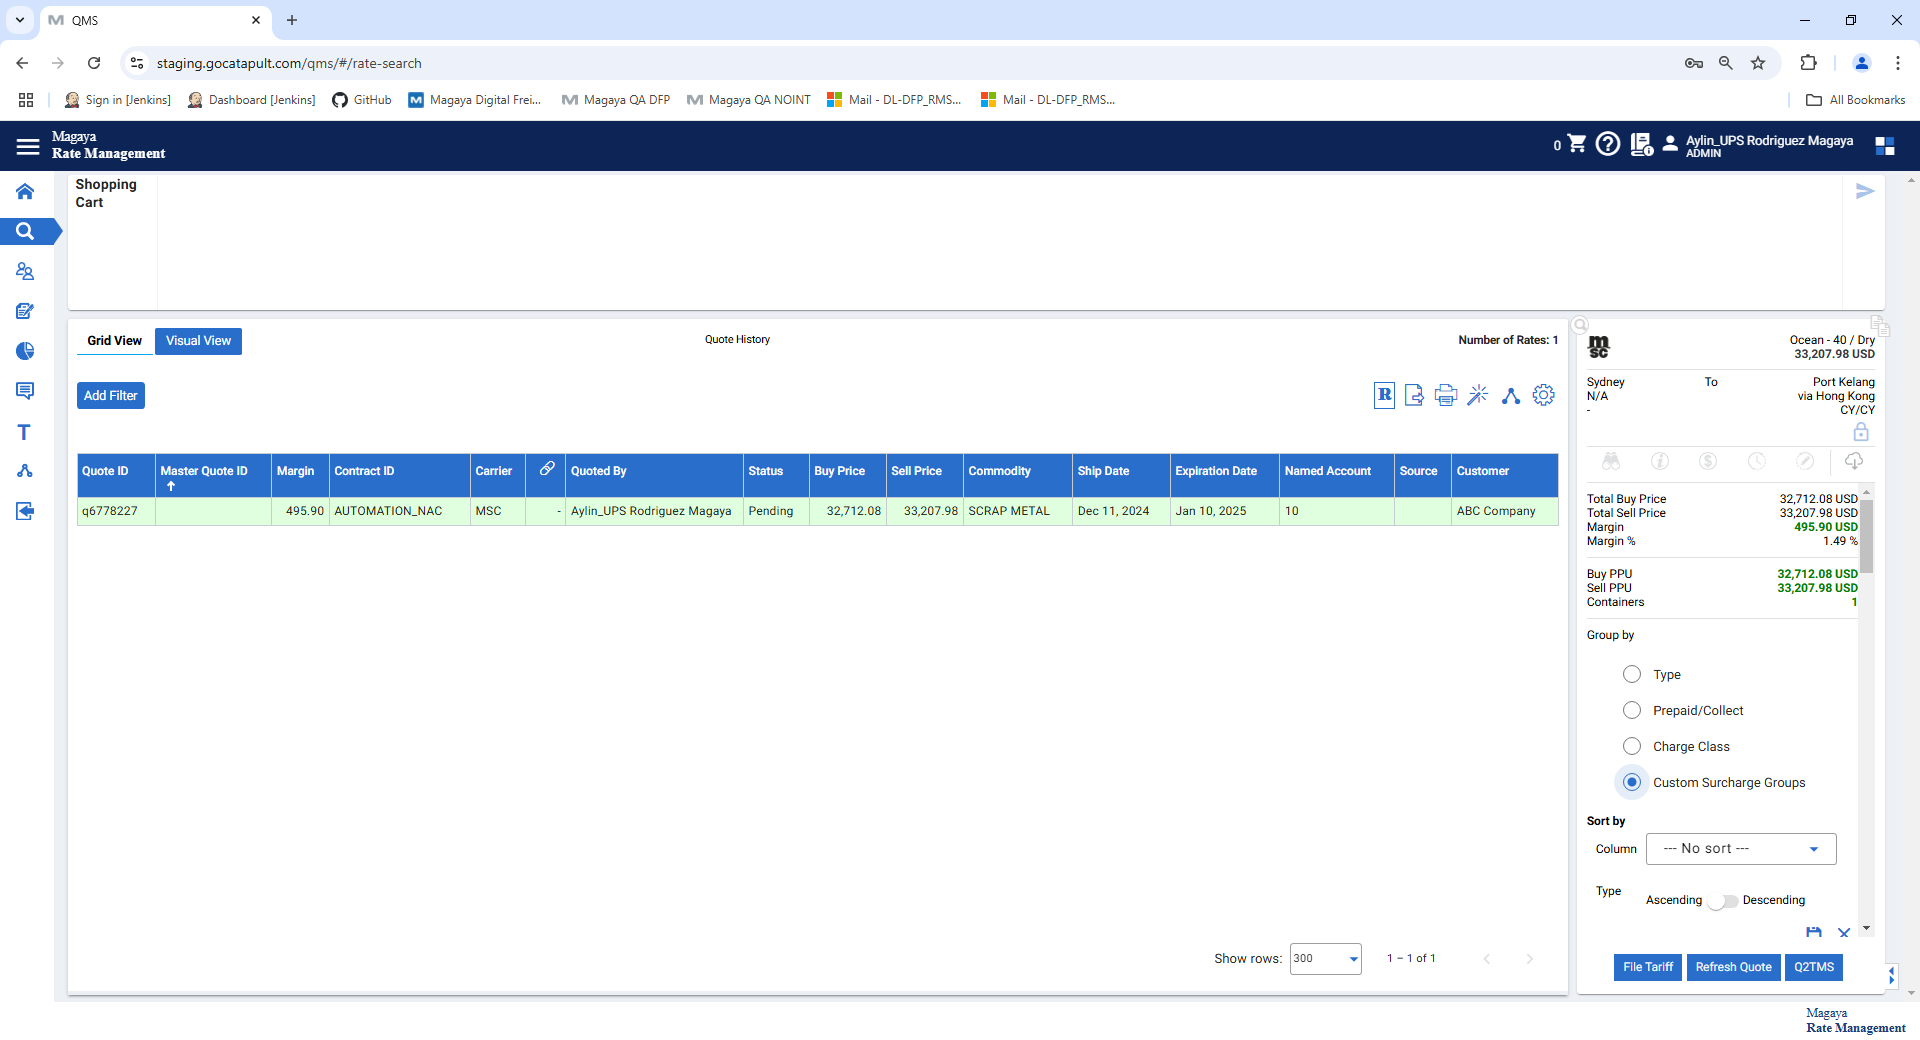 QMS
staging.gocatapult.com/qms/#/rate-search
Sign in [Jenkins]
Dashboard [Jenkins]
GitHub
Magaya Digital Frei...
Magaya QA DFP
Magaya QA NOINT
Mail - DL-DFP_RMS...
Mail - DL-DFP_RMS...
All Bookmarks
Magaya
Rate Management
0
Aylin_UPS Rodriguez Magaya
ADMIN
Shopping
Cart
Grid View
Visual View
Quote History
Number of Rates: 1
Add Filter
R
Quote ID Master Quote ID Margin Contract ID Carrier Quoted By Status Buy Price Sell Price Commodity Ship Date Expiration Date Named Account Source Customer
q6778227 495.90 AUTOMATION_NAC MSC - Aylin_UPS Rodriguez Magaya Pending 32,712.08 33,207.98 SCRAP METAL Dec 11, 2024 Jan 10, 2025 10 ABC Company
Show rows: 300 1 – 1 of 1
msc
Ocean - 40 / Dry
33,207.98 USD
Sydney To Port Kelang
N/A via Hong Kong
- CY/CY
Total Buy Price 32,712.08 USD
Total Sell Price 33,207.98 USD
Margin 495.90 USD
Margin % 1.49 %
Buy PPU 32,712.08 USD
Sell PPU 33,207.98 USD
Containers 1
Group by
Type
Prepaid/Collect
Charge Class
Custom Surcharge Groups
Sort by
Column --- No sort ---
Type Ascending Descending
File Tariff Refresh Quote Q2TMS
Magaya
Rate Management